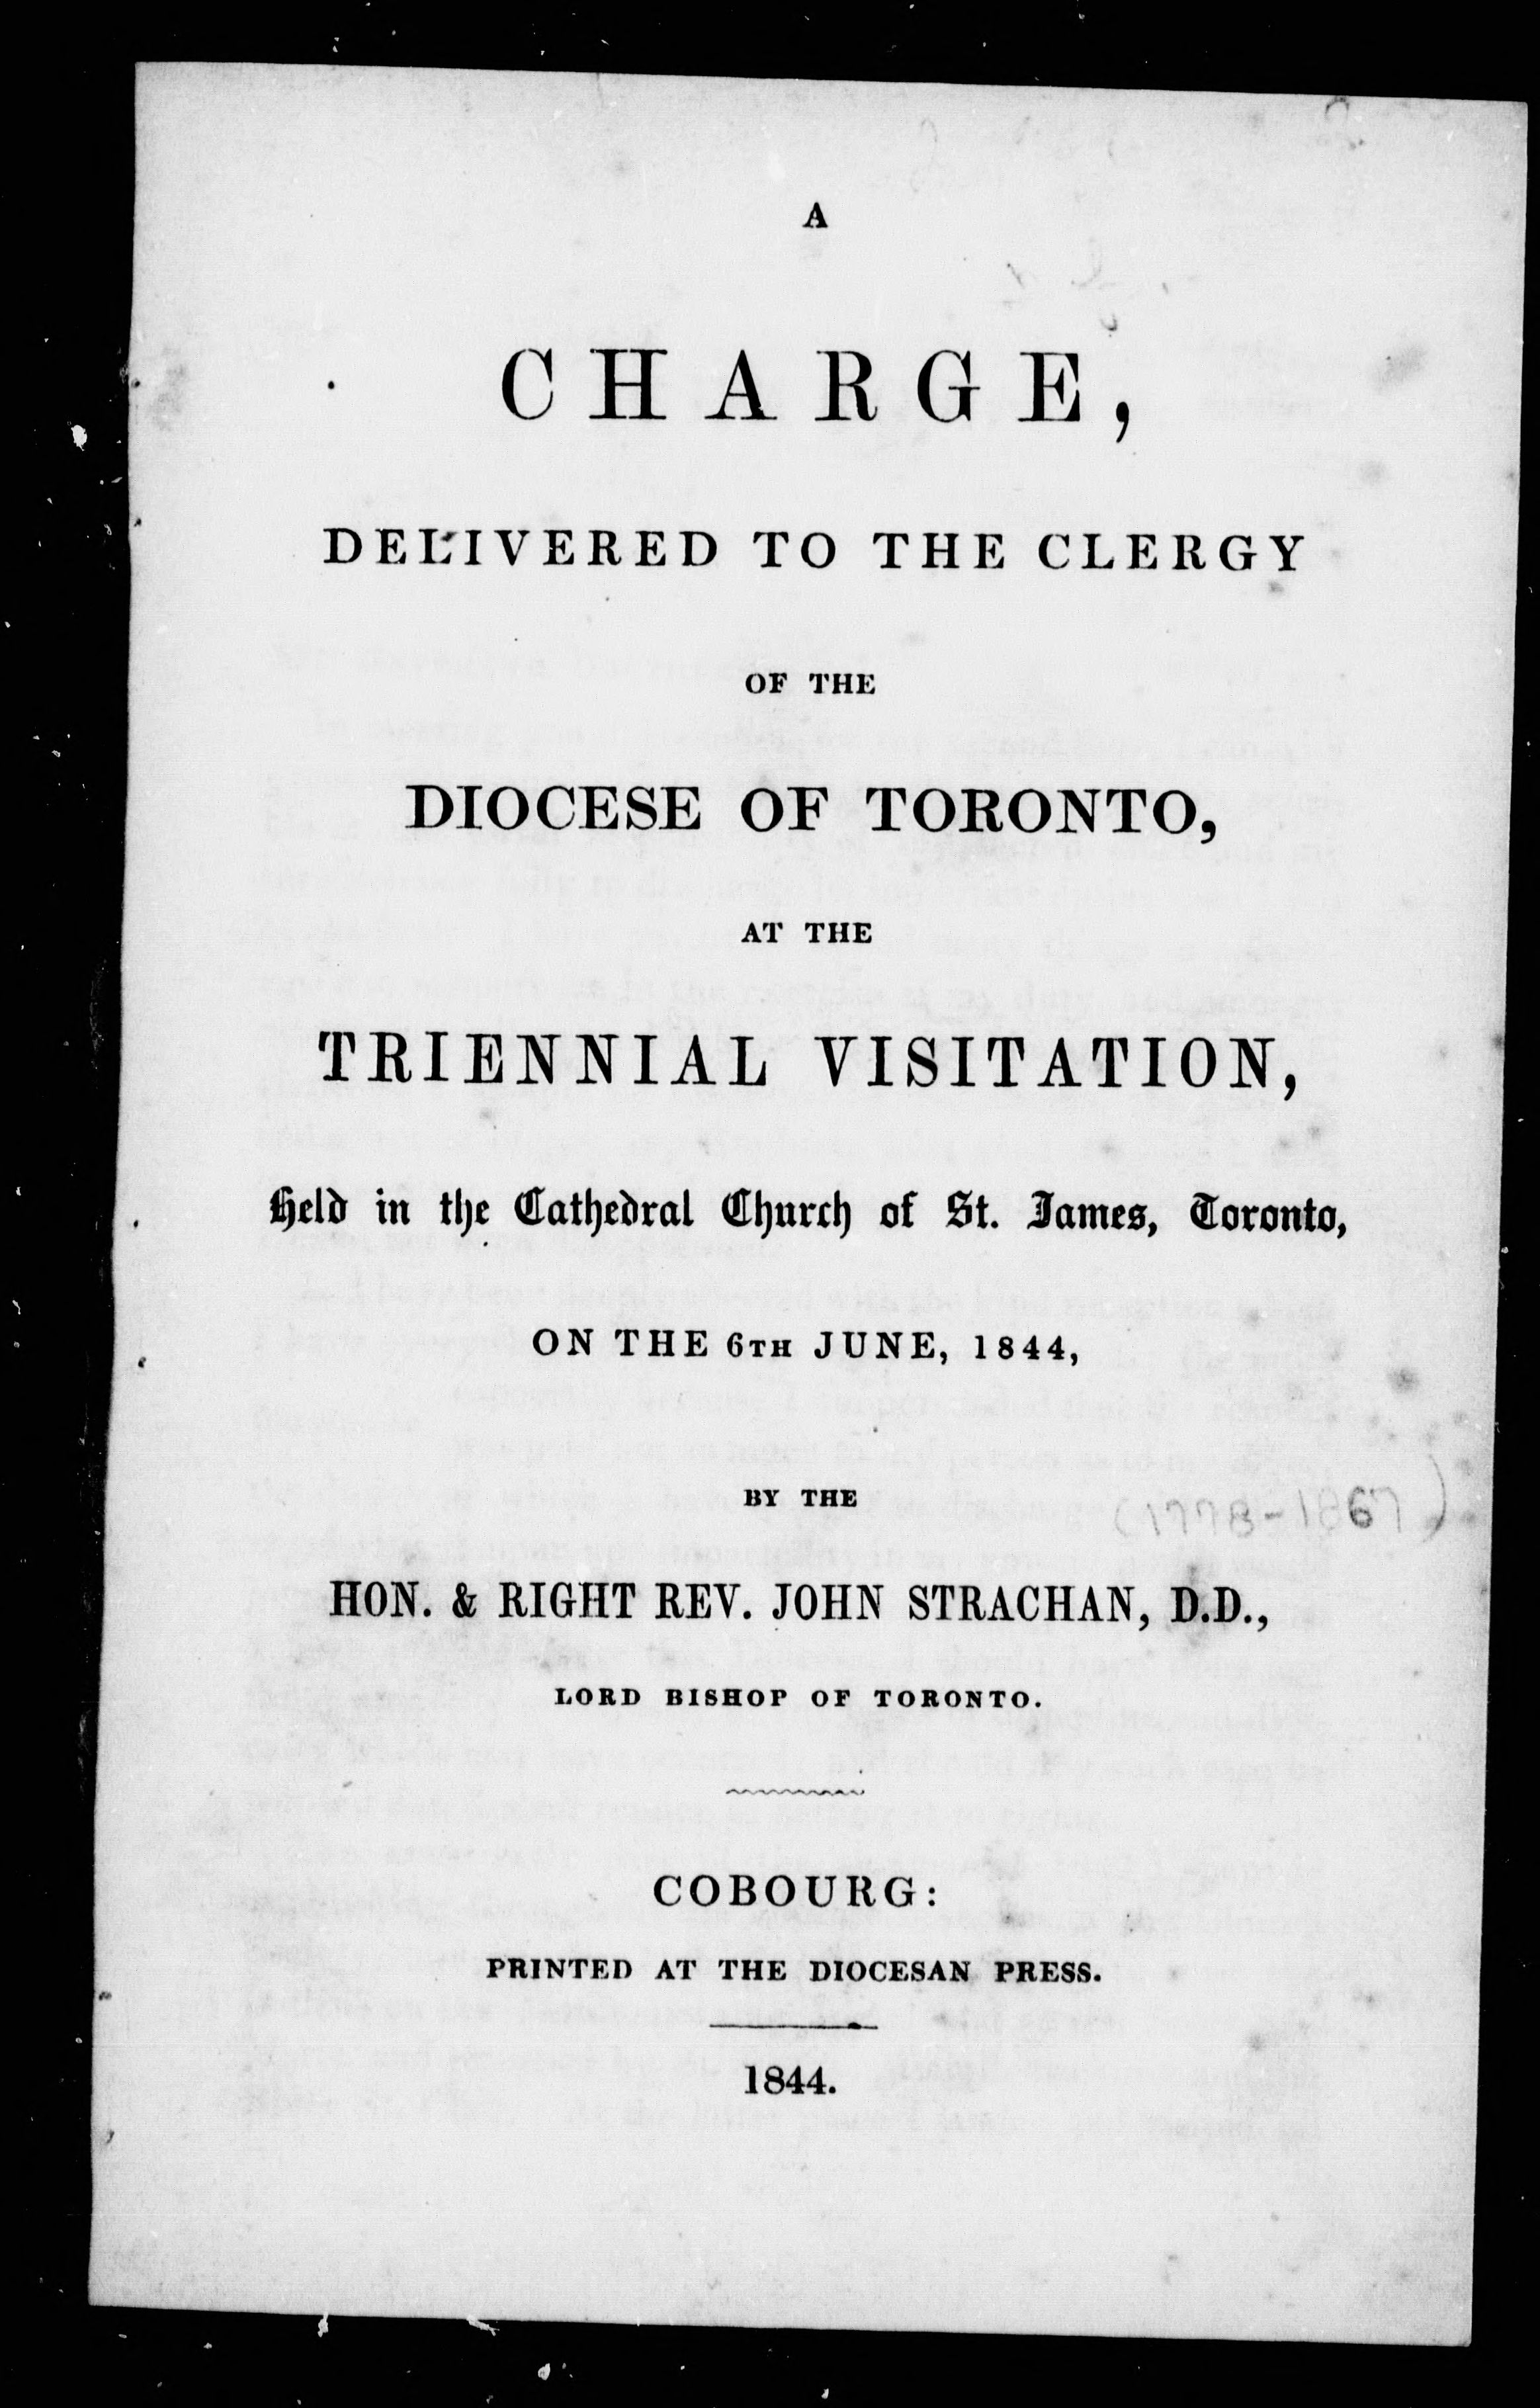 A
CHARGE,
DELIVERED TO THE CLERGY
OF THE
DIOCESE OF TORONTO,
AT THE
TRIENNIAL VISITATION,
Held in the Cathedral Church of St. James, Toronto,
ON THE 6TH JUNE, 1844,
BY THE
(1778-1867)
HON. & RIGHT REV. JOHN STRACHAN, D.D.,
LORD BISHOP OF TORONTO.
COBOURG:
PRINTED AT THE DIOCESAN PRESS.
1844.